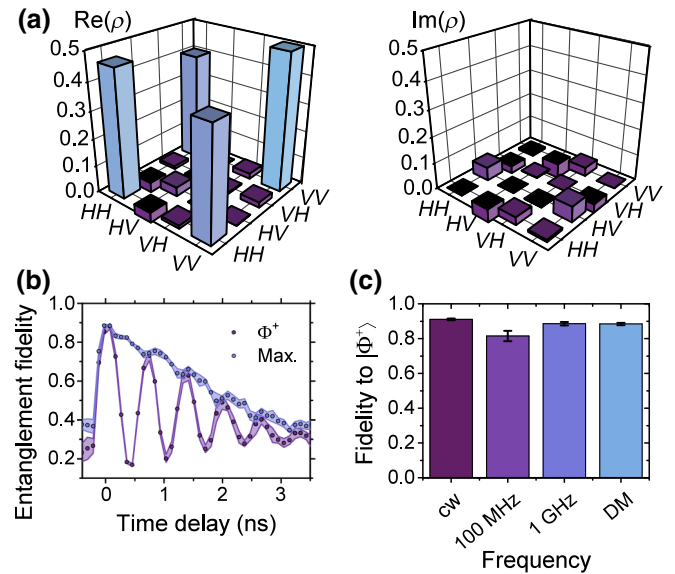 (a) Re(ρ) Im(ρ)
0.5 0.5
0.4 0.4
0.3 0.3
0.2 0.2
0.1 0.1
0.0 0.0
HH VV HH VV
HV VH HV VH
VH HV VH HV
VV HH VV HH
(b) (c)
Entanglement fidelity
1.0
0.8
0.6
0.4
0.2
Φ⁺
Max.
0 1 2 3
Time delay (ns)
Fidelity to |Φ⁺⟩
1.0
0.8
0.6
0.4
0.2
0.0
cw 100 MHz 1 GHz DM
Frequency